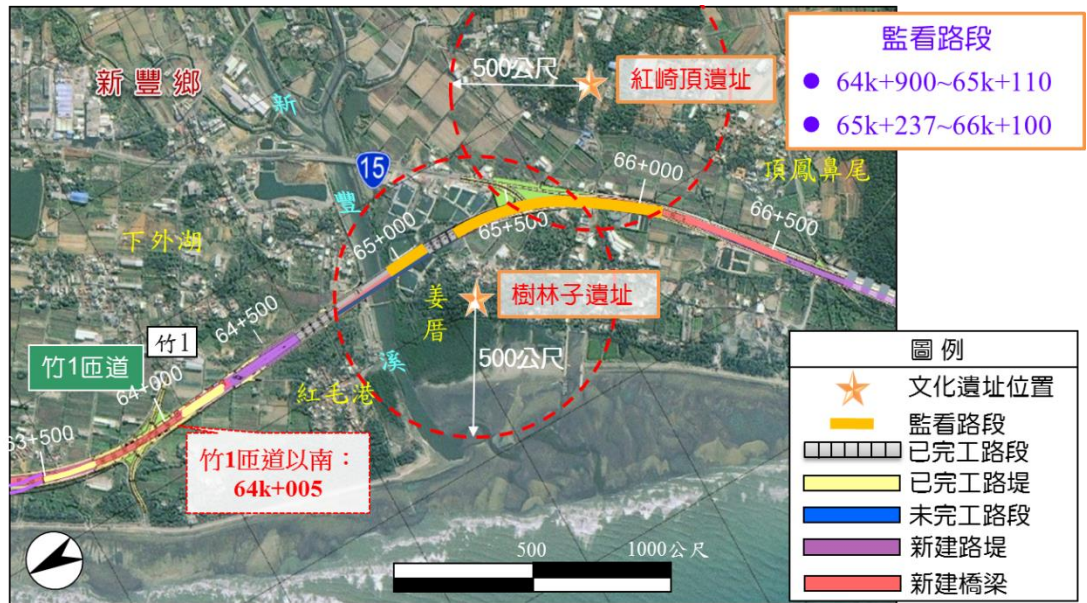 新豐鄉
新
豐
溪
15
500公尺
紅崎頂遺址
監看路段
● 64k+900~65k+110
● 65k+237~66k+100
頂鳳鼻尾
66+000
66+500
65+500
65+000
下外湖
姜厝
樹林子遺址
500公尺
64+500
竹1
竹1匝道
64+000
紅毛港
63+500
竹1匝道以南：
64k+005
500
1000公尺
圖例
文化遺址位置
監看路段
已完工路段
已完工路堤
未完工路段
新建路堤
新建橋梁